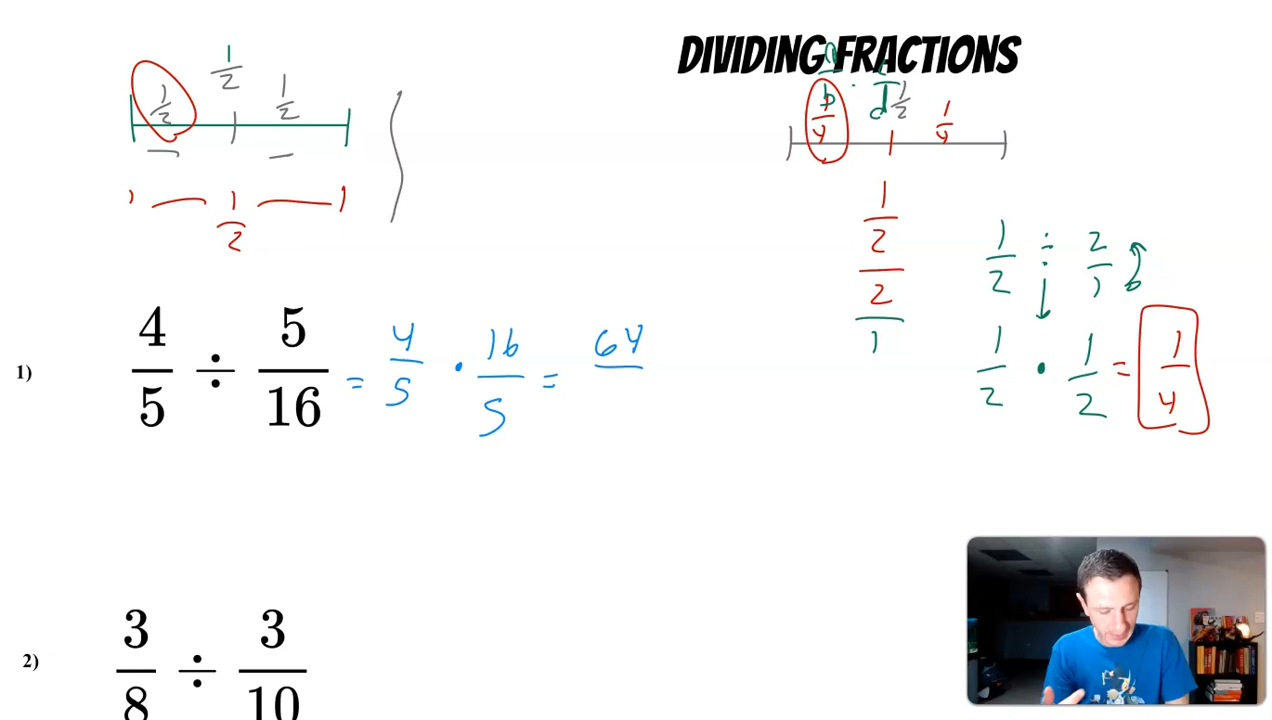 DIVIDING FRACTIONS
1/2
1/2 1/2
1/2
a/b · c/d
1/4 1/2 1/4
1/2 / 2/1
1/2 ÷ 2/1
1/2 · 1/2 = 1/4
1) 4/5 ÷ 5/16 = 4/5 · 16/5 = 64
2) 3/8 ÷ 3/10